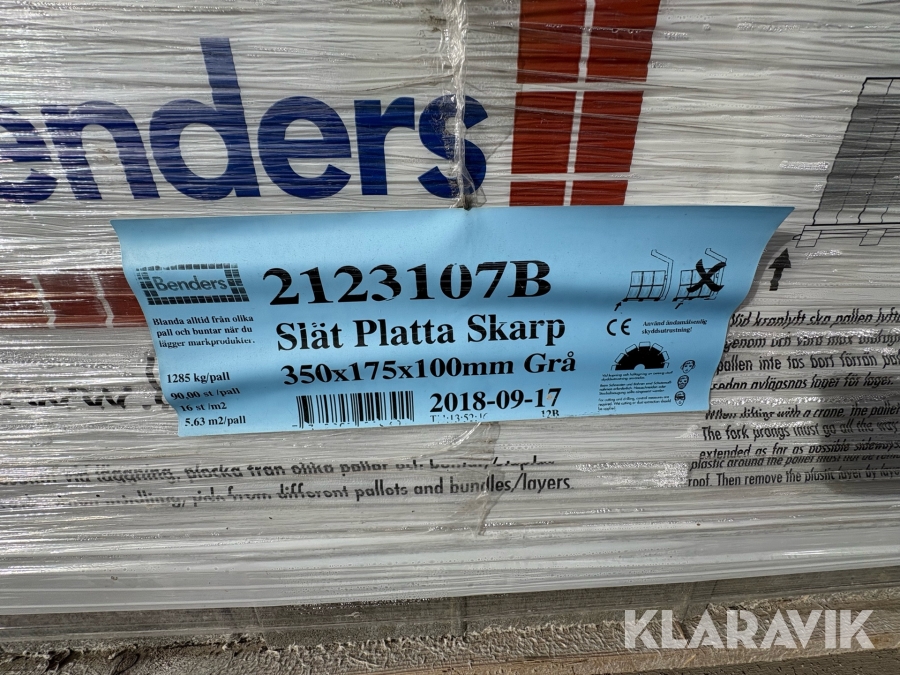 enders
Benders
2123107B
Slät Platta Skarp
350x175x100mm Grå
2018-09-17
12B
Blanda alltid från olika
pall och buntar när du
lägger markprodukter.
1285 kg/pall
90,00 st /pall
16 st /m2
5,63 m2/pall
CE
Använd ändamålsenlig
skyddsutrustning!
Vid kranlyft ska pallen lyftas
genom och vara max
pallen inte tas bort förrän
sedan avlägsnas lager för lager.
When lifting with a crane, the pallet
The fork prongs must go all the way
extended as far as possible sideways
plastic around the pallet must not be
roof. Then remove the plastic layer by layer
vid läggning, plocka från olika pallar och
pick from different pallets and bundles/layers.
KLARAVIK